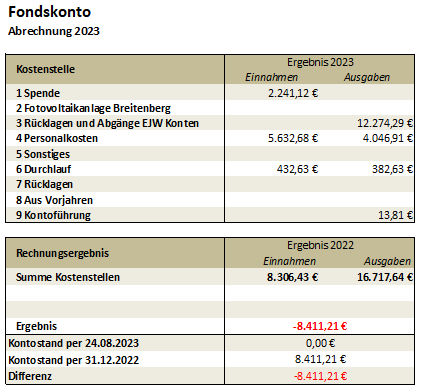 Fondskonto
Abrechnung 2023
Kostenstelle Ergebnis 2023
Einnahmen Ausgaben
1 Spende 2.241,12 €
2 Fotovoltaikanlage Breitenberg
3 Rücklagen und Abgänge EJW Konten 12.274,29 €
4 Personalkosten 5.632,68 € 4.046,91 €
5 Sonstiges
6 Durchlauf 432,63 € 382,63 €
7 Rücklagen
8 Aus Vorjahren
9 Kontoführung 13,81 €
Rechnungsergebnis Ergebnis 2022
Einnahmen Ausgaben
Summe Kostenstellen 8.306,43 € 16.717,64 €
Ergebnis -8.411,21 €
Kontostand per 24.08.2023 0,00 €
Kontostand per 31.12.2022 8.411,21 €
Differenz -8.411,21 €